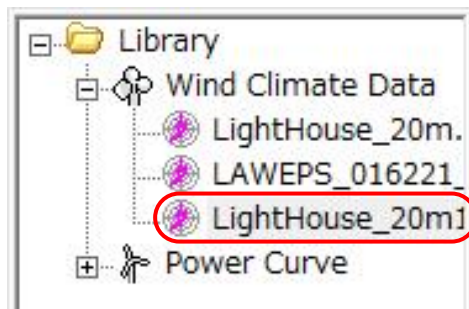 Library
Wind Climate Data
LightHouse_20m.
LAWEPS_016221_
LightHouse_20m1
Power Curve